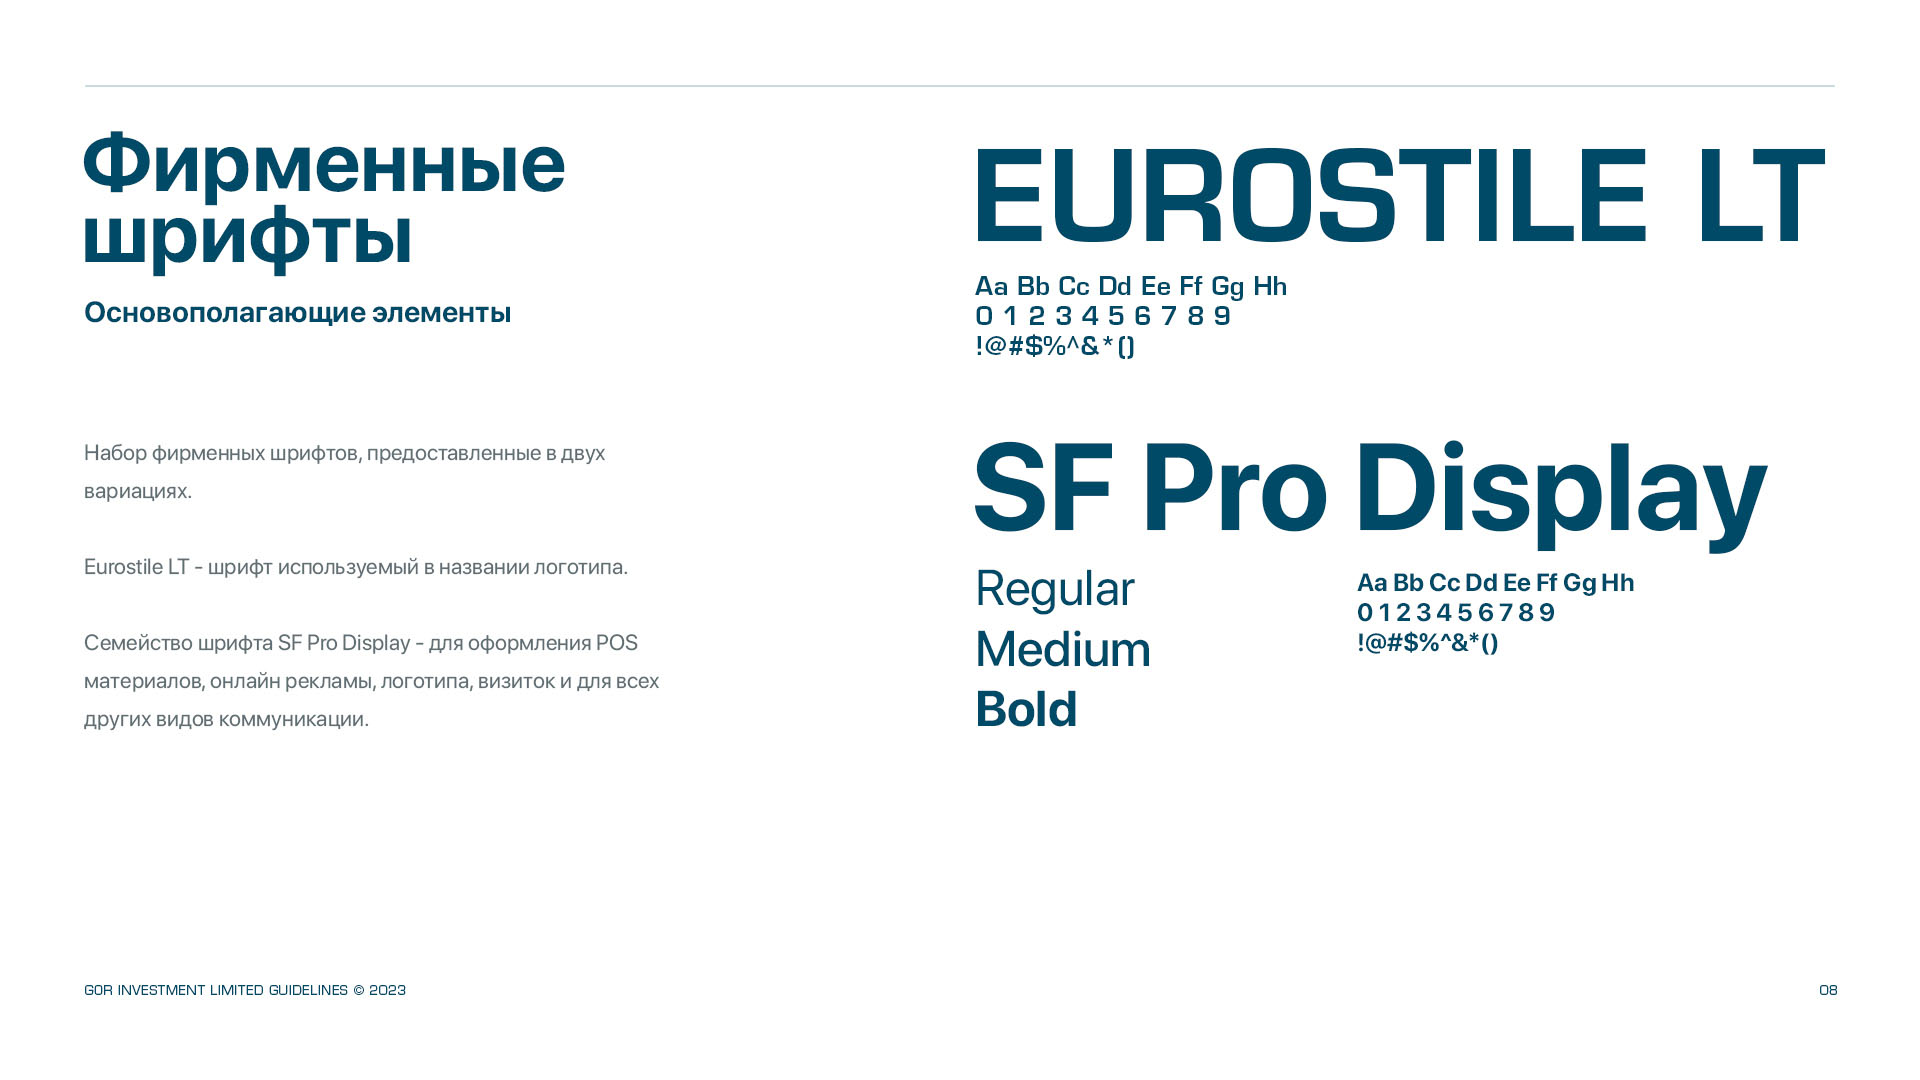 Фирменные
шрифты
Основополагающие элементы
Набор фирменных шрифтов, предоставленные в двух
вариациях.
Eurostile LT - шрифт используемый в названии логотипа.
Семейство шрифта SF Pro Display - для оформления POS
материалов, онлайн рекламы, логотипа, визиток и для всех
других видов коммуникации.
EUROSTILE LT
Aa Bb Cc Dd Ee Ff Gg Hh
0 1 2 3 4 5 6 7 8 9
!@#$%^&*()
SF Pro Display
Regular
Medium
Bold
Aa Bb Cc Dd Ee Ff Gg Hh
0 1 2 3 4 5 6 7 8 9
!@#$%^&*()
GOR INVESTMENT LIMITED GUIDELINES © 2023
08